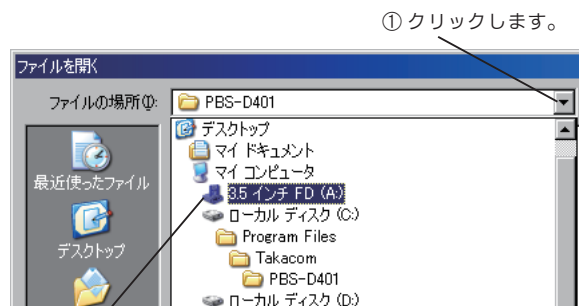 ① クリックします。
ファイルを開く
ファイルの場所(I):
PBS-D401
デスクトップ
マイ ドキュメント
マイ コンピュータ
3.5 インチ FD (A:)
ローカル ディスク (C:)
Program Files
Takacom
PBS-D401
ローカル ディスク (D:)
最近使ったファイル
デスクトップ